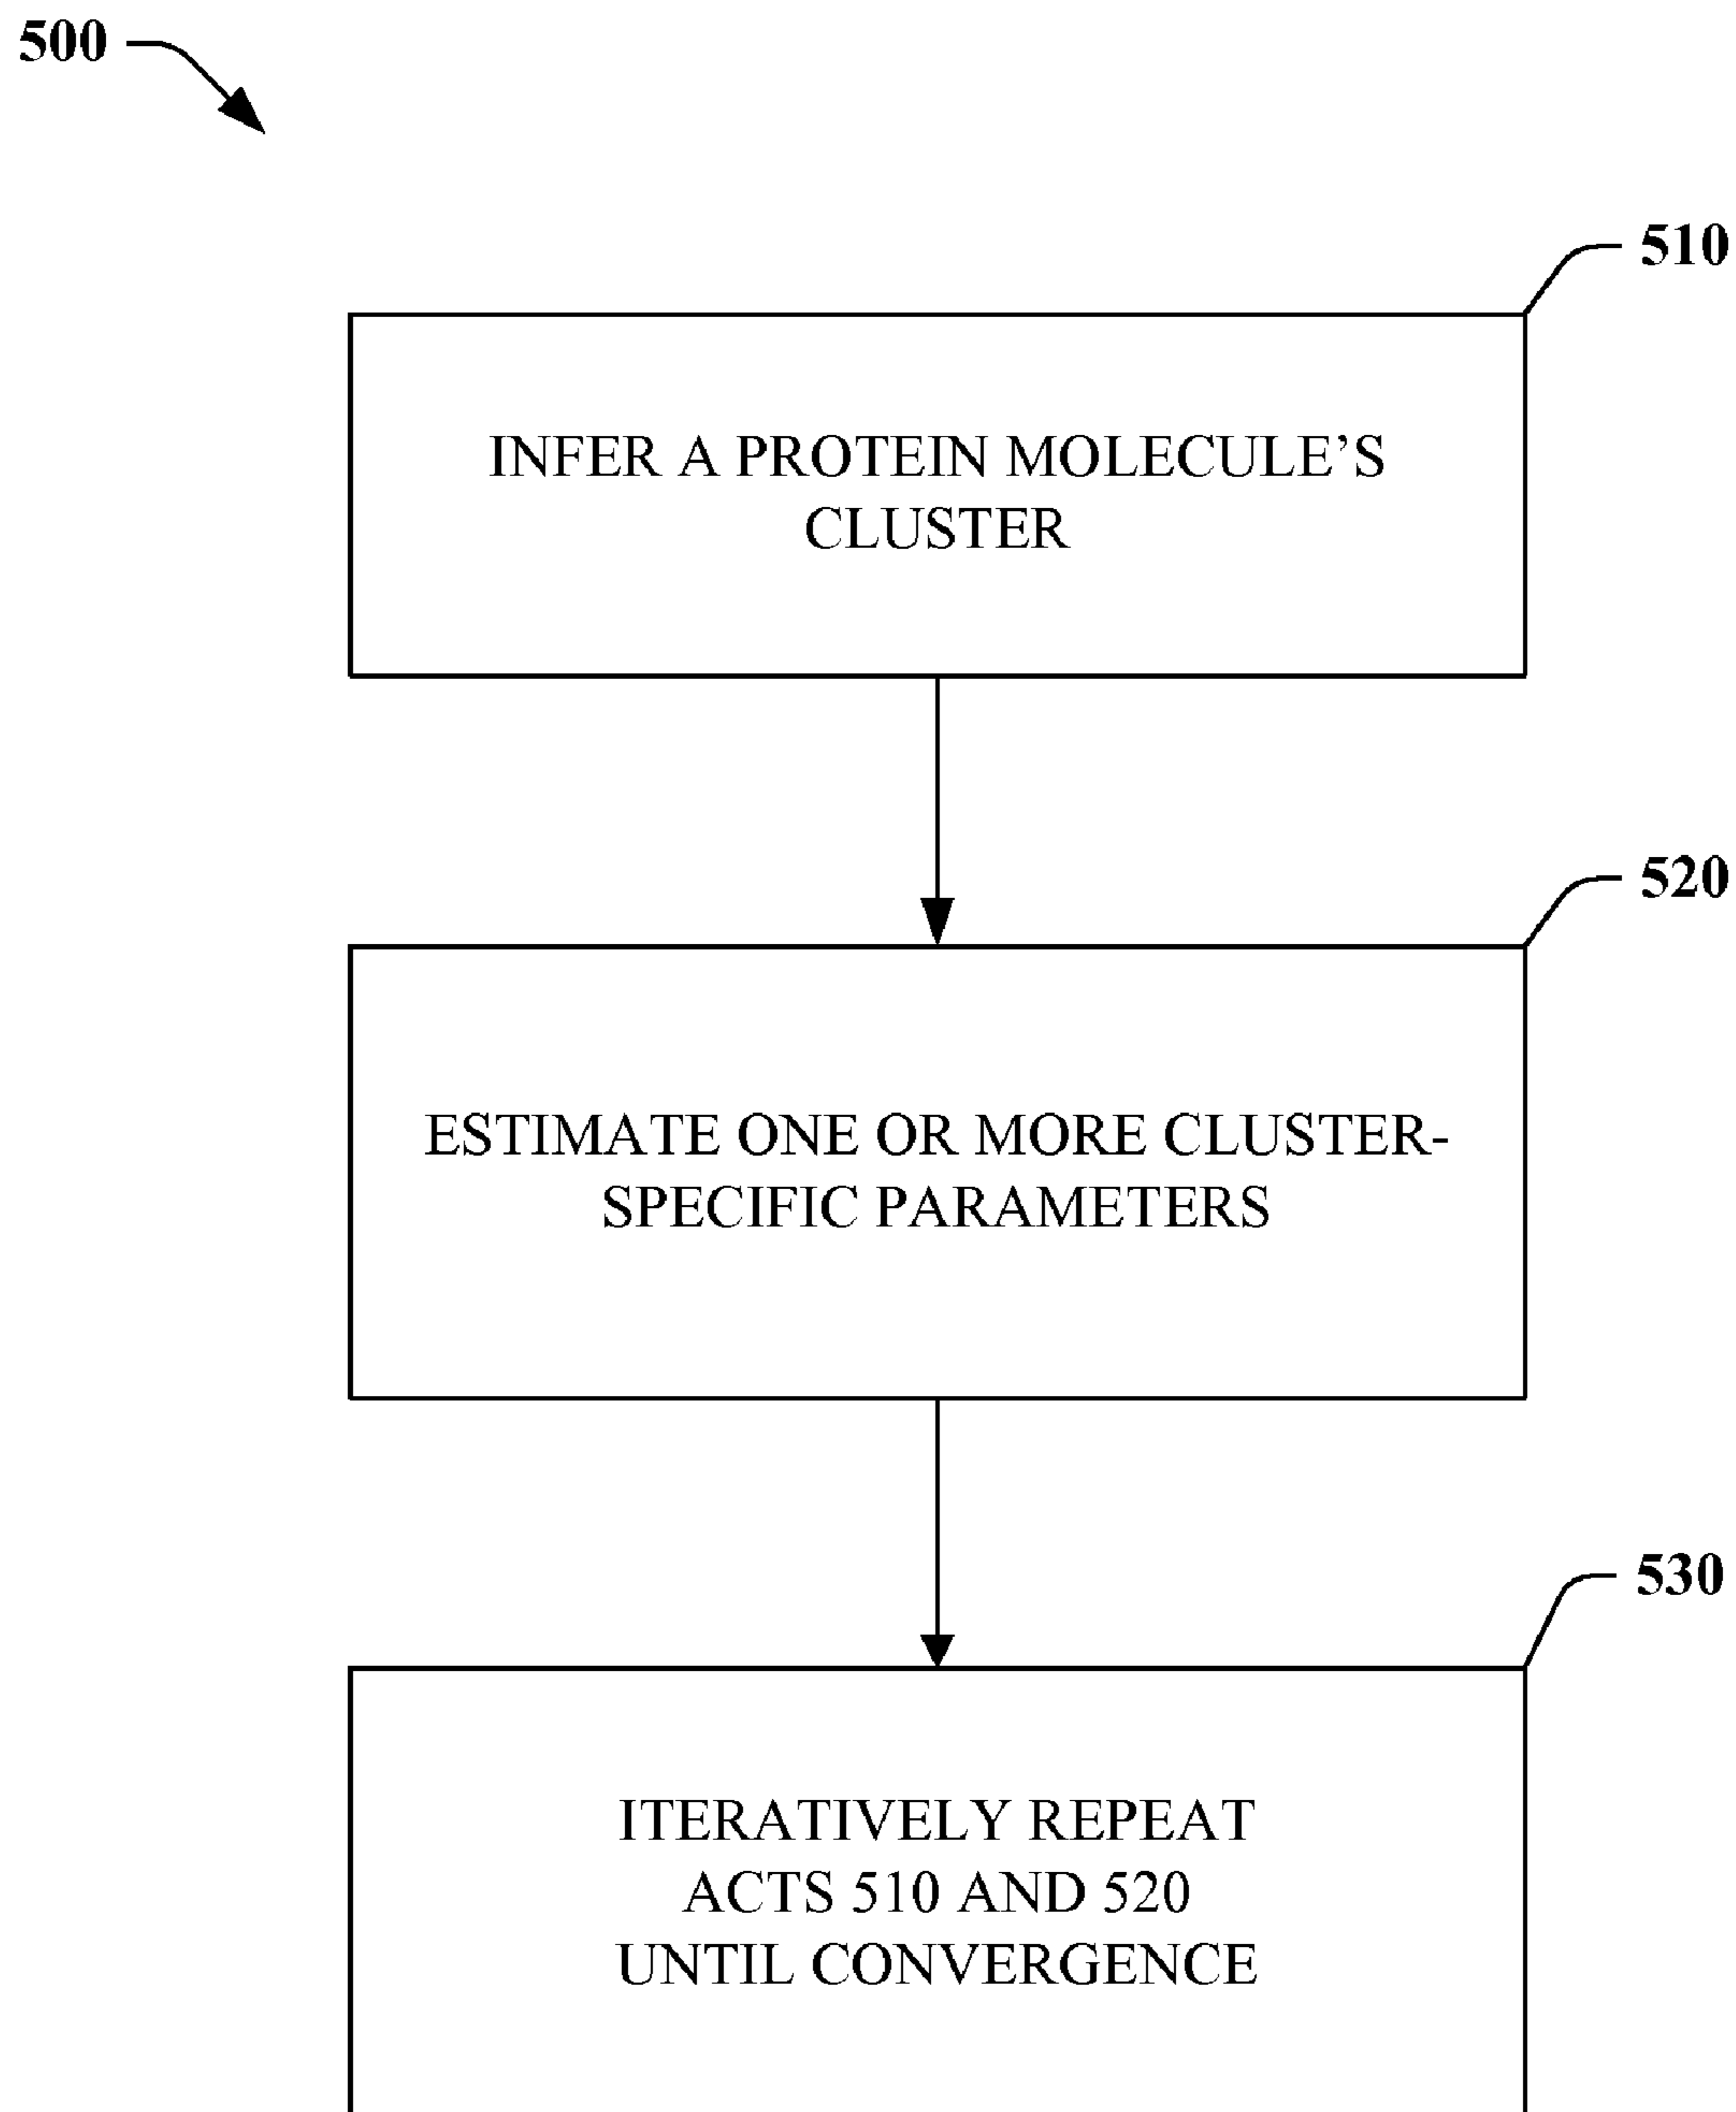 500
510
INFER A PROTEIN MOLECULE’S
CLUSTER
520
ESTIMATE ONE OR MORE CLUSTER-
SPECIFIC PARAMETERS
530
ITERATIVELY REPEAT
ACTS 510 AND 520
UNTIL CONVERGENCE